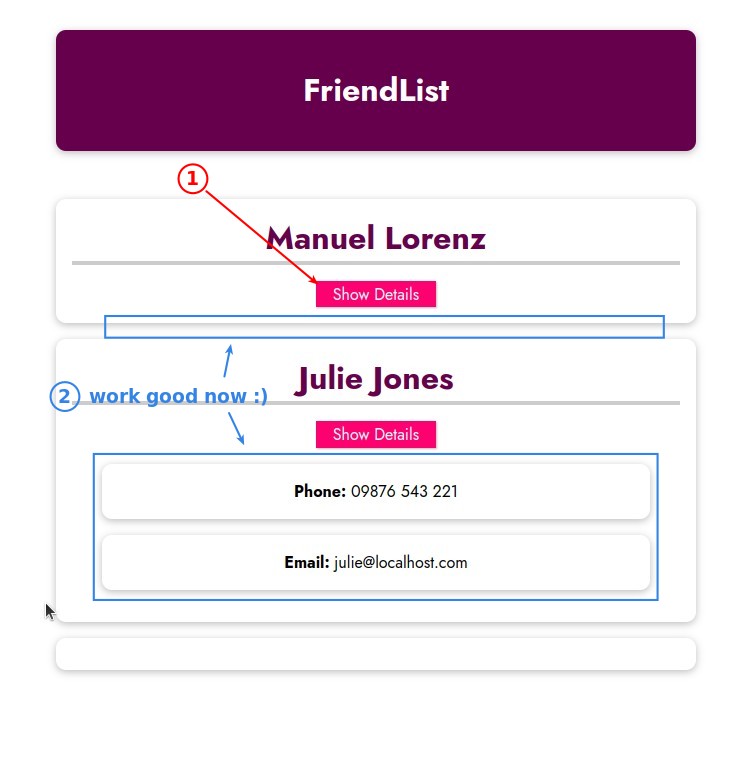 FriendList
1
Manuel Lorenz
Show Details
Julie Jones
2 work good now :)
Show Details
Phone: 09876 543 221
Email: julie@localhost.com